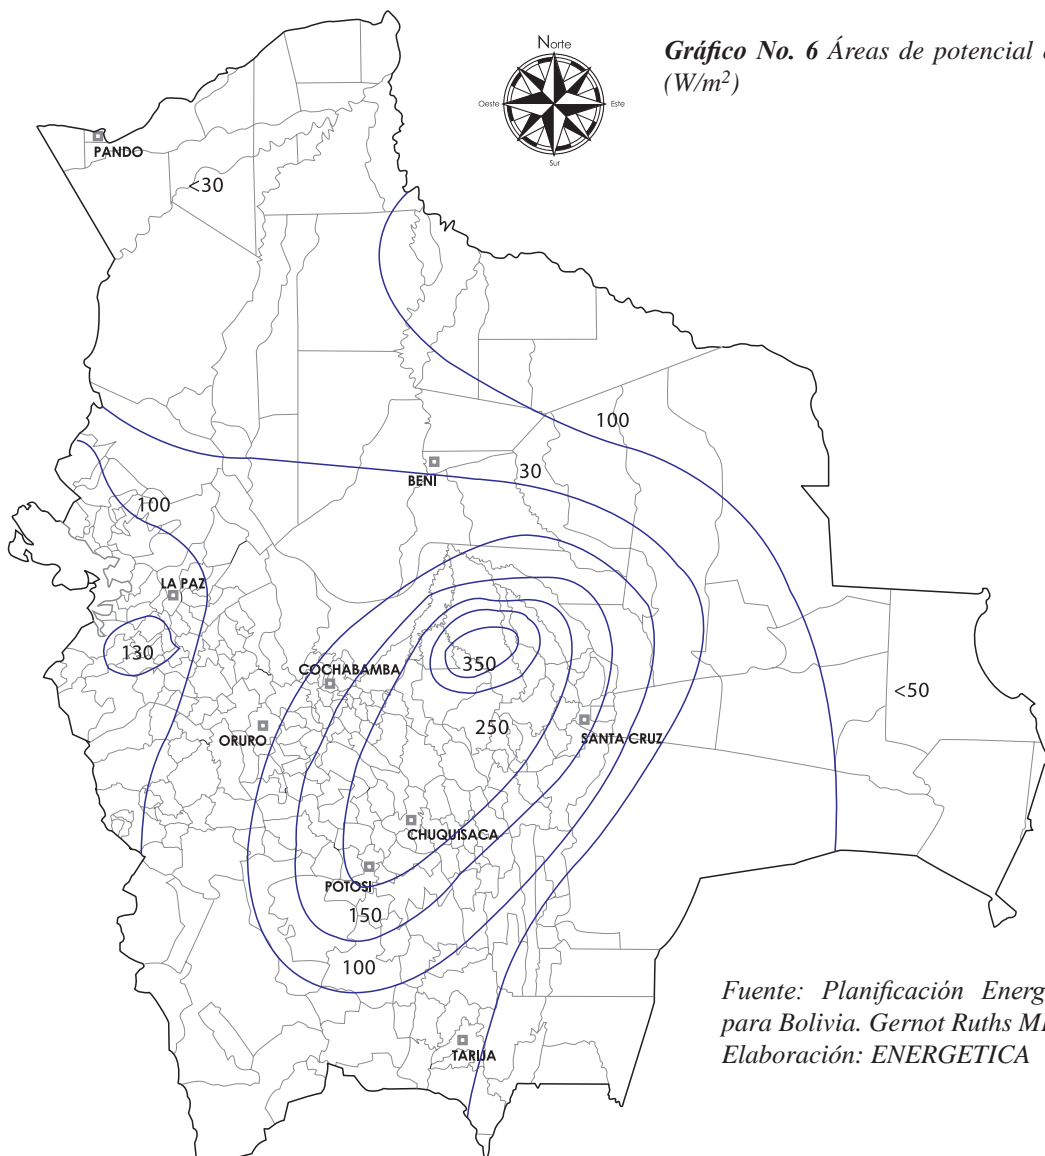 Gráfico No. 6 Áreas de potencial
(W/m²)
Norte
Oeste
Este
Sur
PANDO
<30
100
30
BENI
100
LA PAZ
130
COCHABAMBA
350
<50
250
ORURO
SANTA CRUZ
CHUQUISACA
POTOSÍ
150
100
TARIJA
Fuente: Planificación Energ
para Bolivia. Gernot Ruths
Elaboración: ENERGETICA